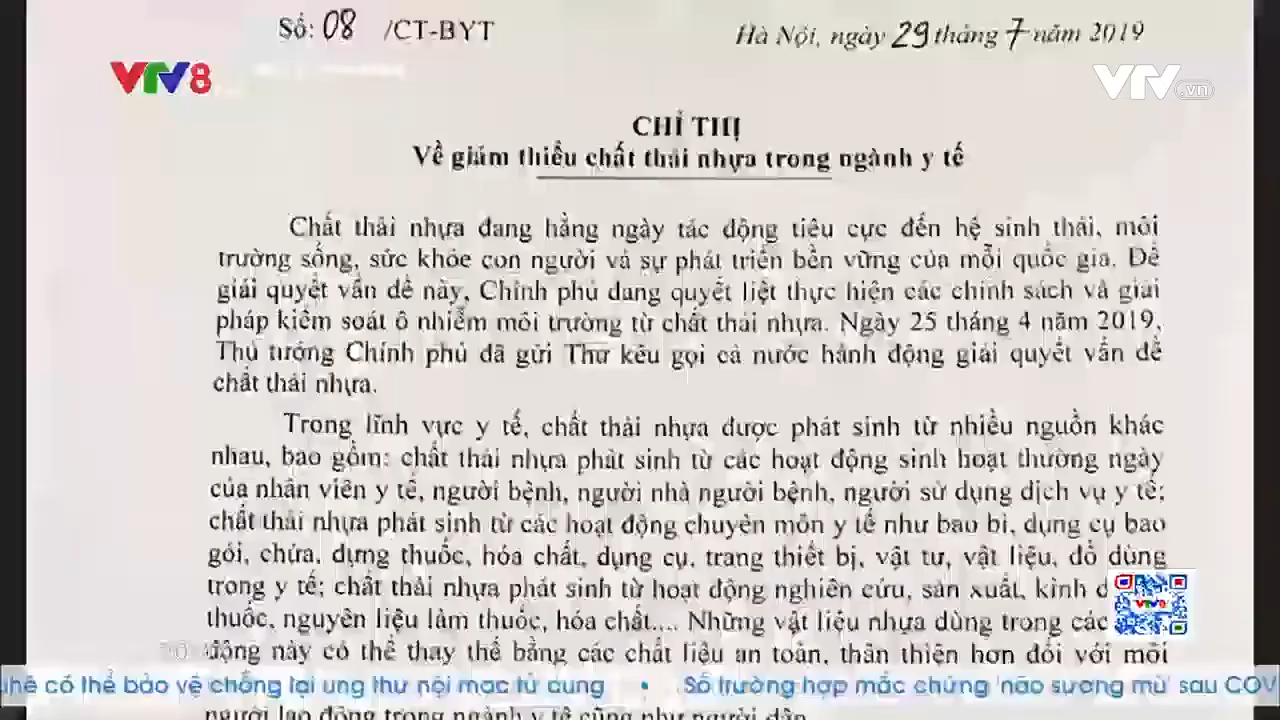 Số: 08 /CT-BYT
Hà Nội, ngày 29 tháng 7 năm 2019
VTV8
VTV.vn
CHỈ THỊ
Về giảm thiểu chất thải nhựa trong ngành y tế
Chất thải nhựa đang hằng ngày tác động tiêu cực đến hệ sinh thái, môi
trường sống, sức khỏe con người và sự phát triển bền vững của mỗi quốc gia. Để
giải quyết vấn đề này, Chính phủ đang quyết liệt thực hiện các chính sách và giải
pháp kiểm soát ô nhiễm môi trường từ chất thải nhựa. Ngày 25 tháng 4 năm 2019,
Thủ tướng Chính phủ đã gửi Thư kêu gọi cả nước hành động giải quyết vấn đề
chất thải nhựa.
Trong lĩnh vực y tế, chất thải nhựa được phát sinh từ nhiều nguồn khác
nhau, bao gồm: chất thải nhựa phát sinh từ các hoạt động sinh hoạt thường ngày
của nhân viên y tế, người bệnh, người nhà người bệnh, người sử dụng dịch vụ y tế;
chất thải nhựa phát sinh từ các hoạt động chuyên môn y tế như bao bì, dụng cụ bao
gói, chứa, đựng thuốc, hóa chất, dụng cụ, trang thiết bị, vật tư, vật liệu, đồ dùng
trong y tế; chất thải nhựa phát sinh từ hoạt động nghiên cứu, sản xuất, kinh d
thuốc, nguyên liệu làm thuốc, hóa chất.... Những vật liệu nhựa dùng trong các
VTV8
động này có thể thay thế bằng các chất liệu an toàn, thân thiện hơn đối với môi
nhê có thể bảo vệ chống lại ung thư nội mạc tử cung • Số trường hợp mắc chứng 'não sương mù' sau COV
người lao động trong ngành y tế cũng như người dân